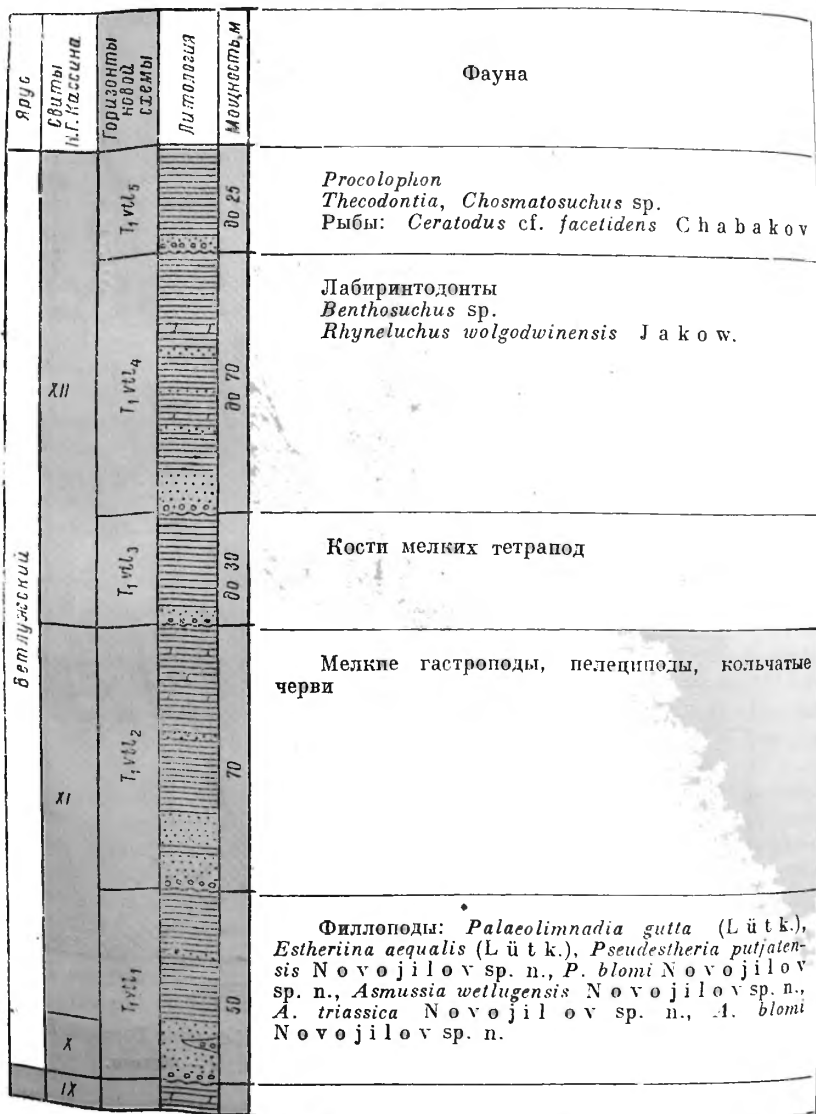 Ярус
Свиты
Н.Г. Кассина
Горизонты
новой
схемы
Литология
Мощность, м
Фауна
Ветлужский
XII
T₁vtl₅
до 25
Procolophon
Thecodontia, Chosmatosuchus sp.
Рыбы: Ceratodus cf. facetidens Chabakov
T₁vtl₄
до 70
Лабиринтодонты
Benthosuchus sp.
Rhyneluchus wolgodwinensis Jakow.
T₁vtl₃
до 30
Кости мелких тетрапод
XI
T₁vtl₂
70
Мелкие гастроподы, пелециподы, кольчатые
черви
X
T₁vtl₁
50
Филлоподы: Palaeolimnadia gutta (Lütk.),
Estheriina aequalis (Lütk.), Pseudestheria putjaten-
sis Novojilov sp. n., P. blomi Novojilov
sp. n., Asmussia wetlugensis Novojilov sp. n.,
A. triassica Novojilov sp. n., A. blomi
Novojilov sp. n.
IX